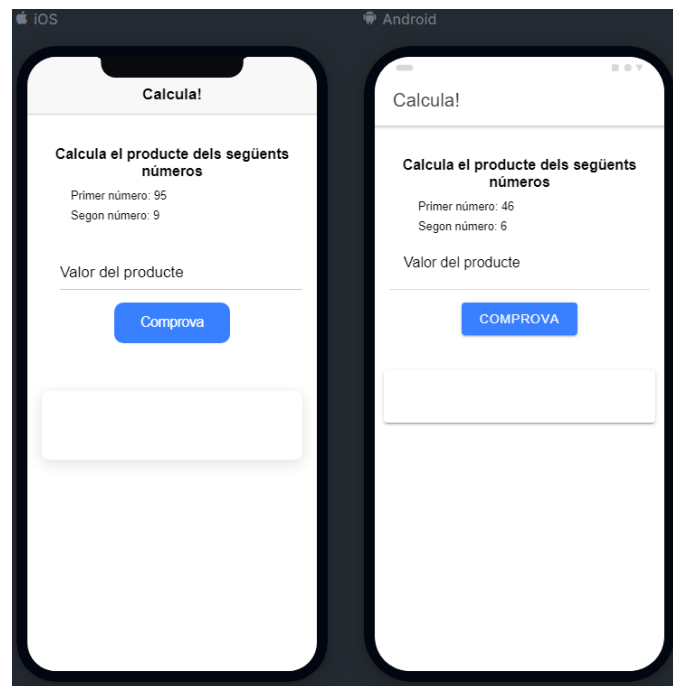 iOS
Calcula!
Calcula el producte dels següents
números
Primer número: 95
Segon número: 9
Valor del producte
Comprova
Android
Calcula!
Calcula el producte dels següents
números
Primer número: 46
Segon número: 6
Valor del producte
COMPROVA